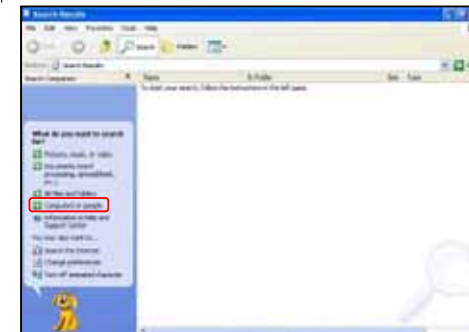 Search Results
File Edit View Favorites Tools Help
Search Folders
Search Results
Search Companion Name In Folder Size Type
To start your search, follow the instructions in the left pane.
What do you want to search for?
Pictures, music, or video
Documents (word processing, spreadsheet, etc.)
All files and folders
Computers or people
Information in Help and Support Center
You may also want to...
Search the Internet
Change preferences
Turn off animated character